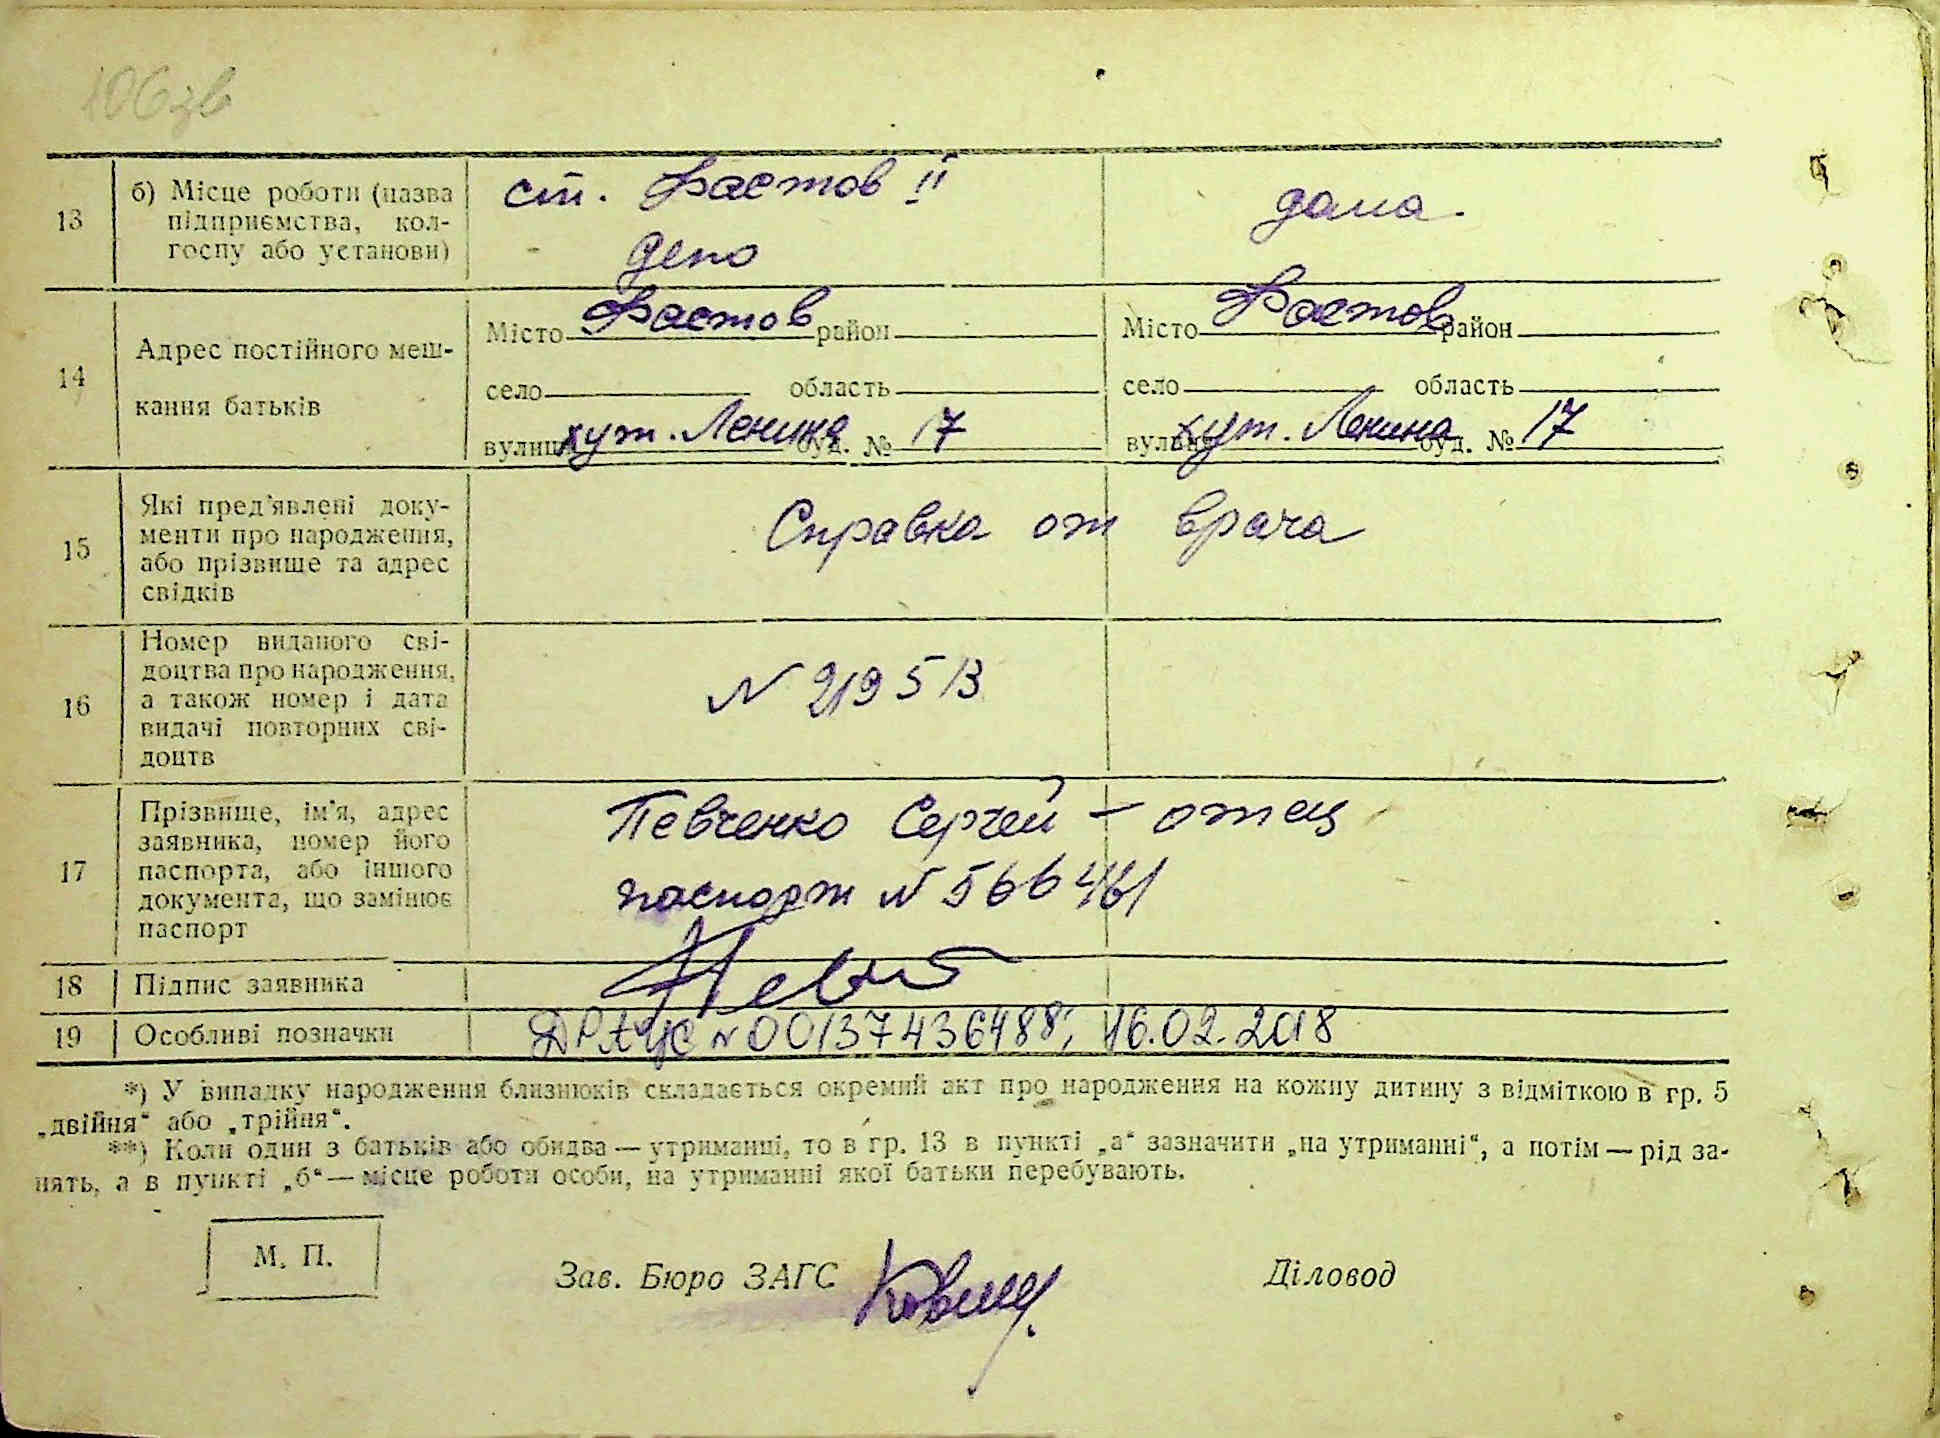 106зв
13
б) Місце роботи (назва
підприємства, кол-
госпу або установи)
ст. Фастов II
депо
дома.
14
Адрес постійного меш-
кання батьків
Місто Фастов район
село область
вулиця хут. Ленина буд. № 17
Місто Фастов район
село область
вулиця хут. Ленина буд. № 17
15
Які пред'явлені доку-
менти про народження,
або прізвище та адрес
свідків
Справка от врача
16
Номер виданого сві-
доцтва про народження,
а також номер і дата
видачі повторних сві-
доцтв
17
Прізвище, ім'я, адрес
заявника, номер його
паспорта, або іншого
документа, що замінює
паспорт
Певченко Сергей – отец
паспорт N 566461
18
Підпис заявника
19
Особливі позначки
ДРАЦС N 00137436488; 16.02.2018
*) У випадку народження близнюків складається окремий акт про народження на кожну дитину з відміткою в гр. 5
„двійня“ або „трійня“.
**) Коли один з батьків або обидва — утриманці, то в гр. 13 в пункті „а“ зазначити „на утриманні“, а потім — рід за-
нять, а в пункті „б“ — місце роботи особи, на утриманні якої батьки перебувають.
М. П.
Зав. Бюро ЗАГС
Діловод